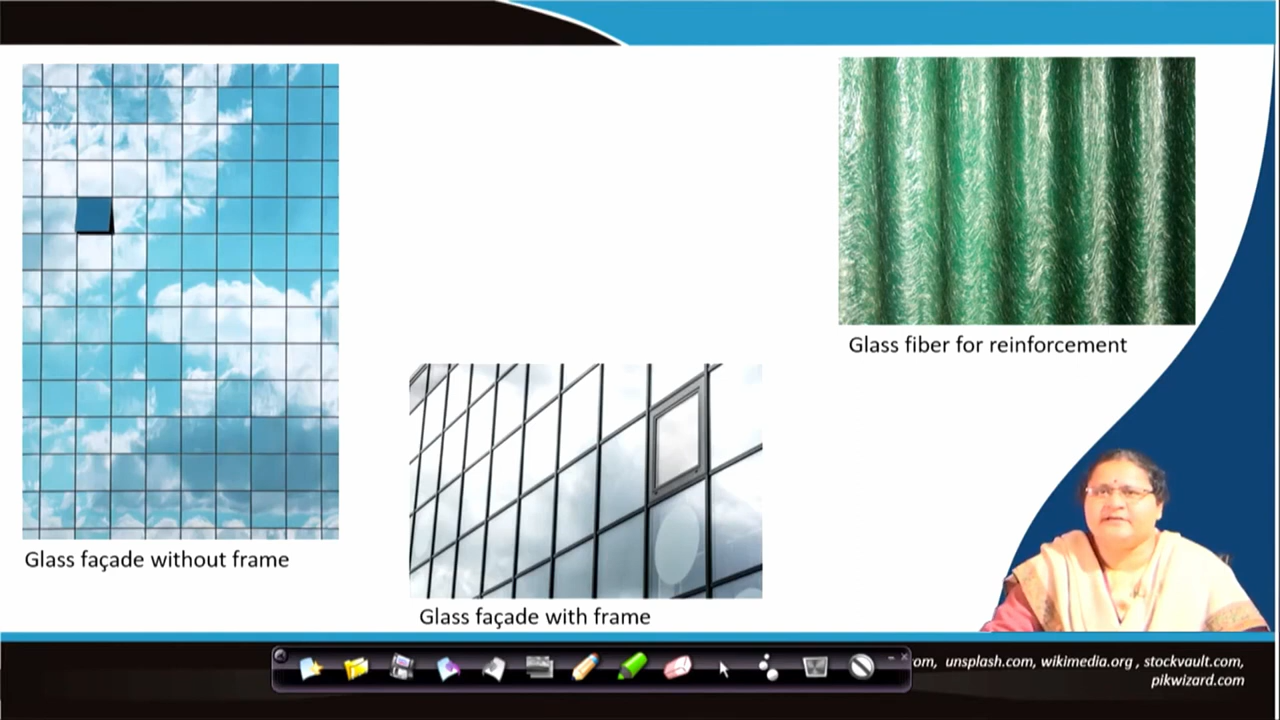 Glass fiber for reinforcement
Glass façade without frame
Glass façade with frame
unsplash.com, wikimedia.org , stockvault.com,
pikwizard.com